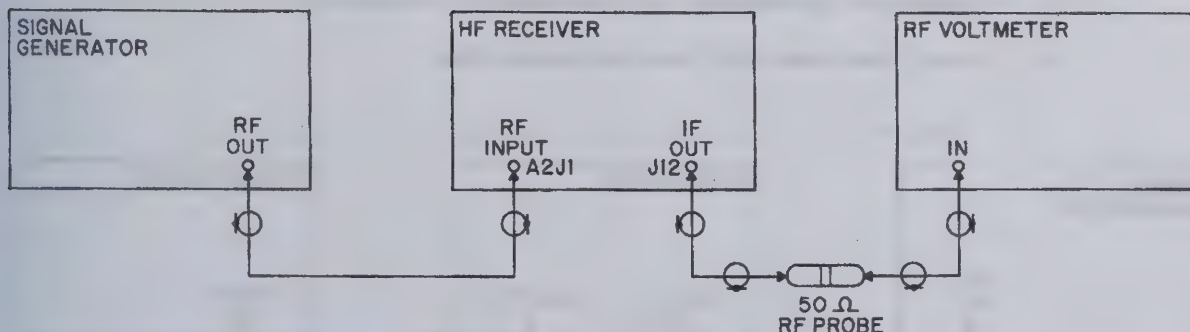 SIGNAL
GENERATOR
RF
OUT
HF RECEIVER
RF
INPUT
A2J1
IF
OUT
J12
RF VOLTMETER
IN
50 Ω
RF PROBE